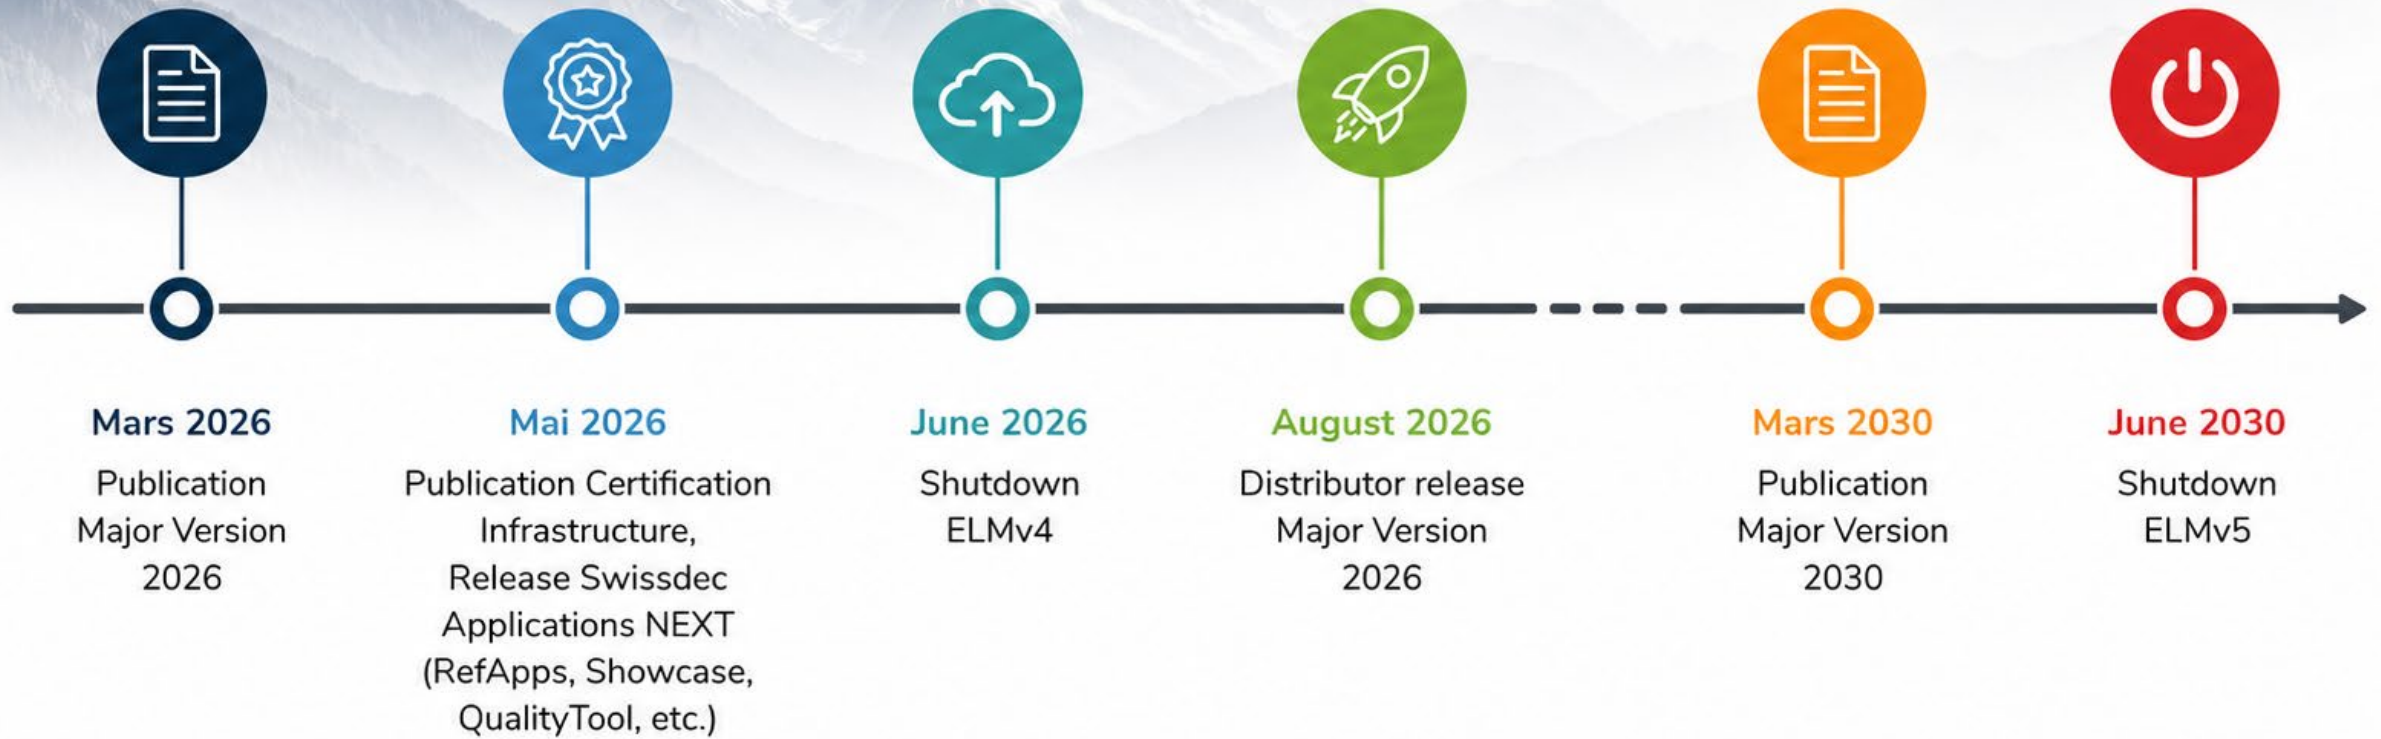 Mars 2026
Publication
Major Version
2026
Mai 2026
Publication Certification
Infrastructure,
Release Swissdec
Applications NEXT
(RefApps, Showcase,
QualityTool, etc.)
June 2026
Shutdown
ELMv4
August 2026
Distributor release
Major Version
2026
Mars 2030
Publication
Major Version
2030
June 2030
Shutdown
ELMv5